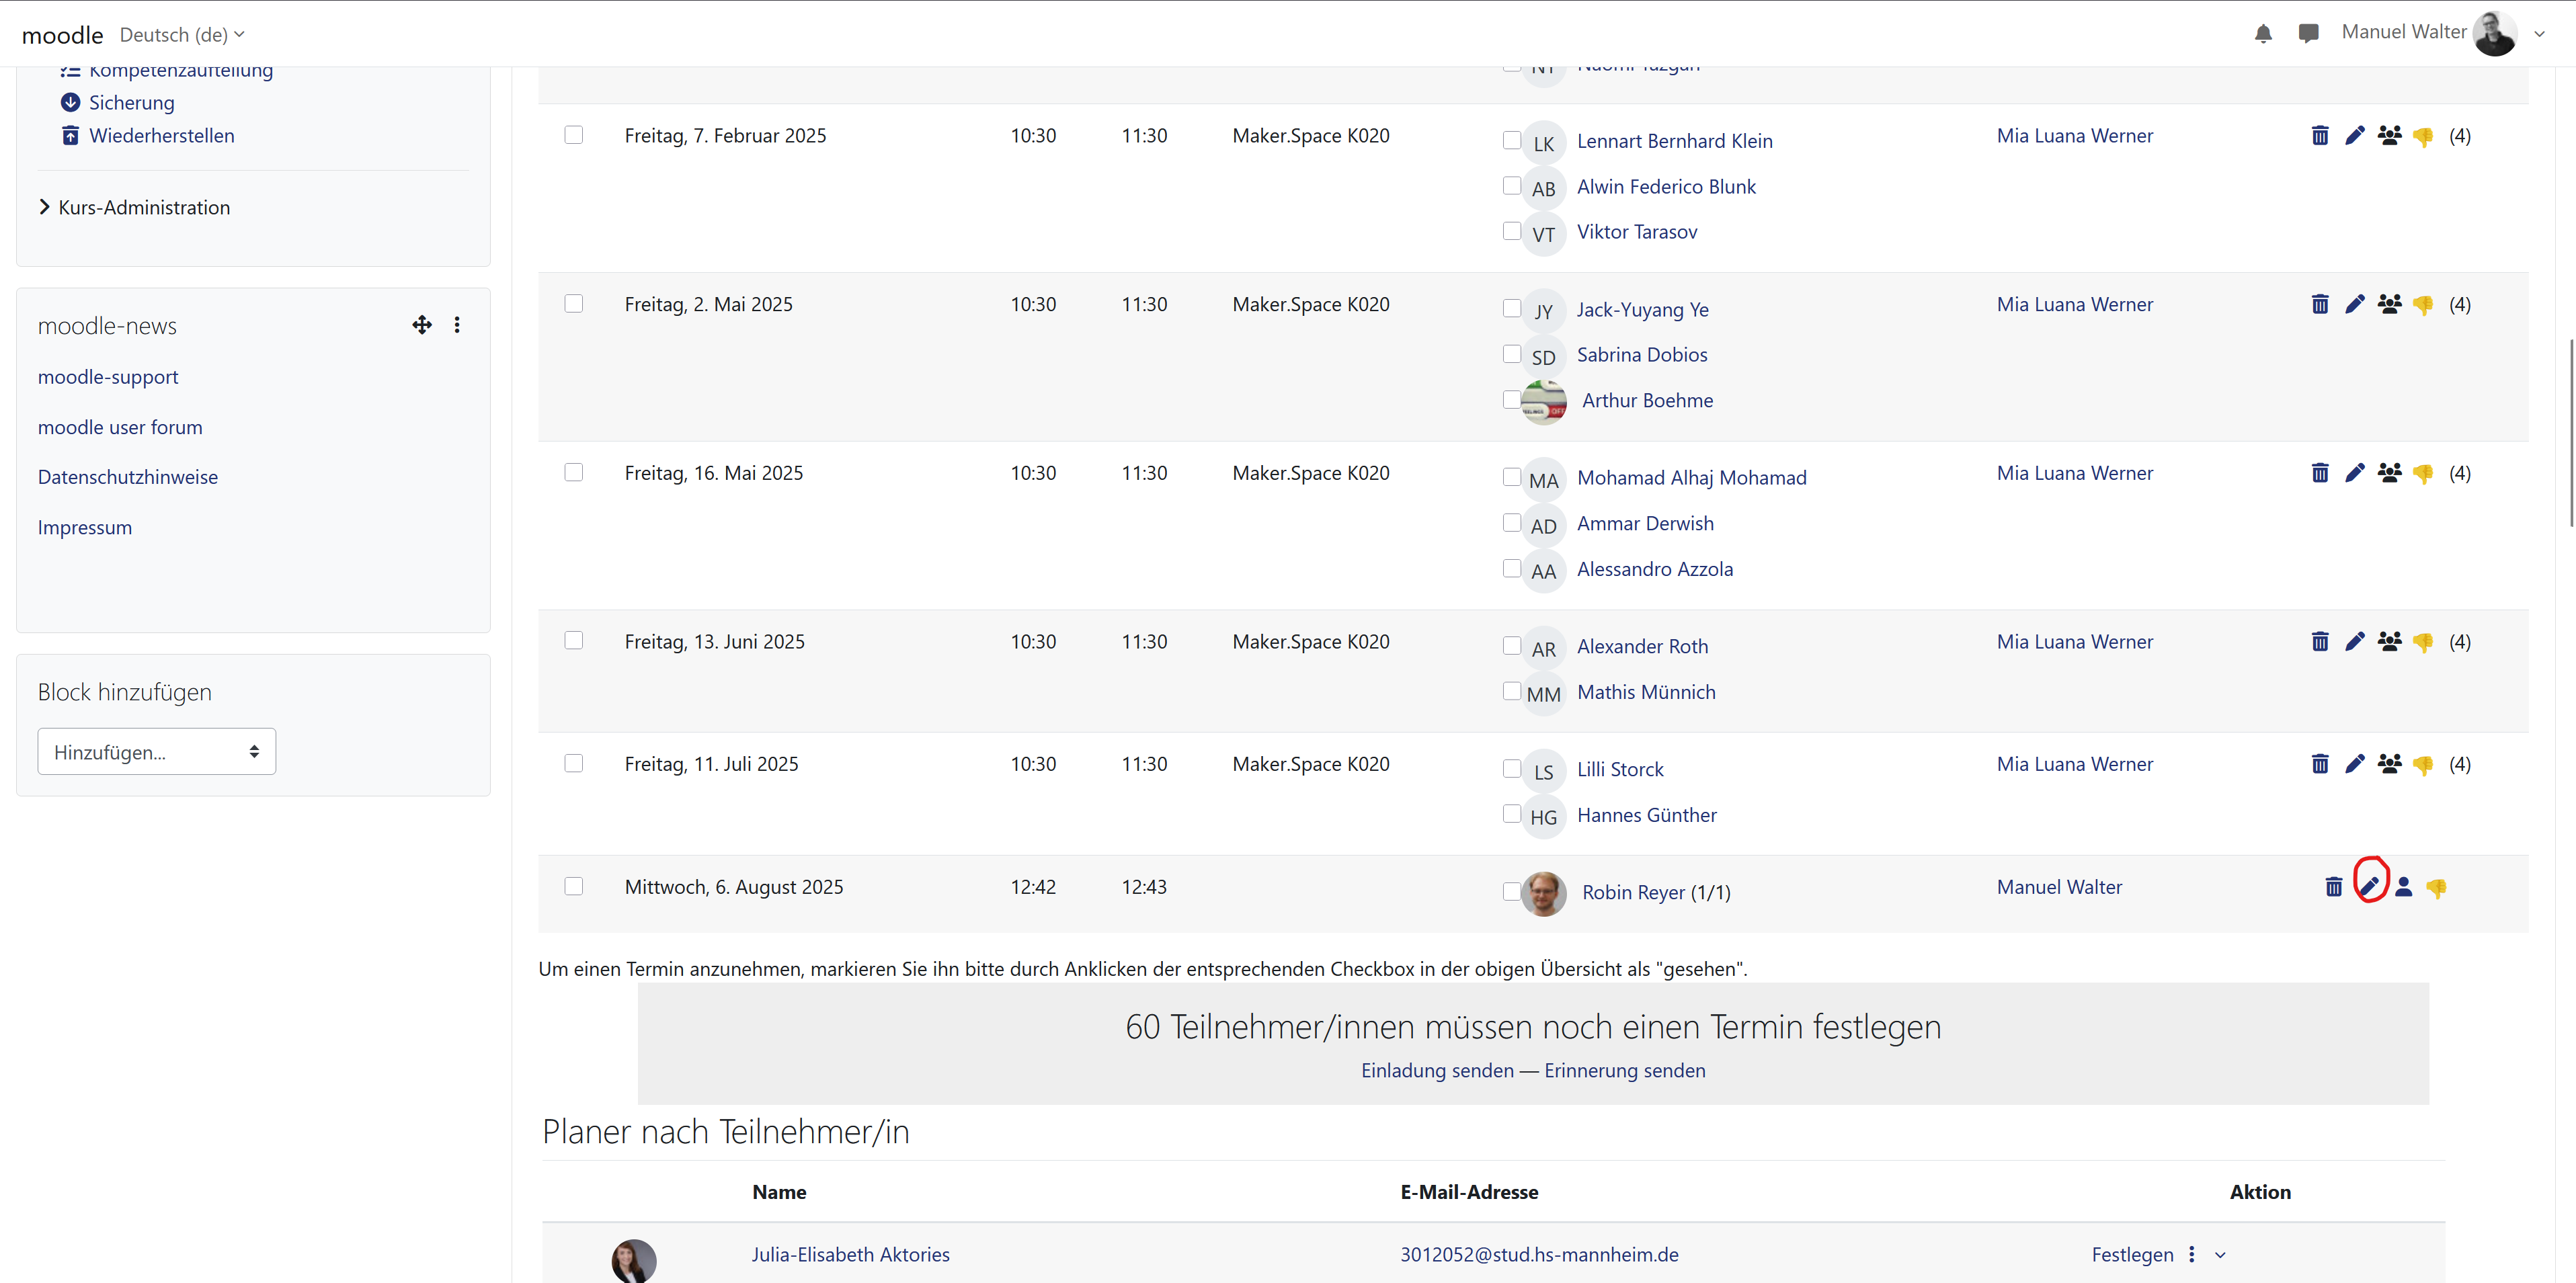 moodle Deutsch (de)
Manuel Walter
Kompetenzaufteilung
Sicherung
Wiederherstellen
Kurs-Administration
moodle-news
moodle-support
moodle user forum
Datenschutzhinweise
Impressum
Block hinzufügen
Hinzufügen...
Freitag, 7. Februar 2025 10:30 11:30 Maker.Space K020 LK Lennart Bernhard Klein Mia Luana Werner (4)
AB Alwin Federico Blunk
VT Viktor Tarasov
Freitag, 2. Mai 2025 10:30 11:30 Maker.Space K020 JY Jack-Yuyang Ye Mia Luana Werner (4)
SD Sabrina Dobios
Arthur Boehme
Freitag, 16. Mai 2025 10:30 11:30 Maker.Space K020 MA Mohamad Alhaj Mohamad Mia Luana Werner (4)
AD Ammar Derwish
AA Alessandro Azzola
Freitag, 13. Juni 2025 10:30 11:30 Maker.Space K020 AR Alexander Roth Mia Luana Werner (4)
MM Mathis Münnich
Freitag, 11. Juli 2025 10:30 11:30 Maker.Space K020 LS Lilli Storck Mia Luana Werner (4)
HG Hannes Günther
Mittwoch, 6. August 2025 12:42 12:43 Robin Reyer (1/1) Manuel Walter
Um einen Termin anzunehmen, markieren Sie ihn bitte durch Anklicken der entsprechenden Checkbox in der obigen Übersicht als "gesehen".
60 Teilnehmer/innen müssen noch einen Termin festlegen
Einladung senden — Erinnerung senden
Planer nach Teilnehmer/in
Name E-Mail-Adresse Aktion
Julia-Elisabeth Aktories 3012052@stud.hs-mannheim.de Festlegen